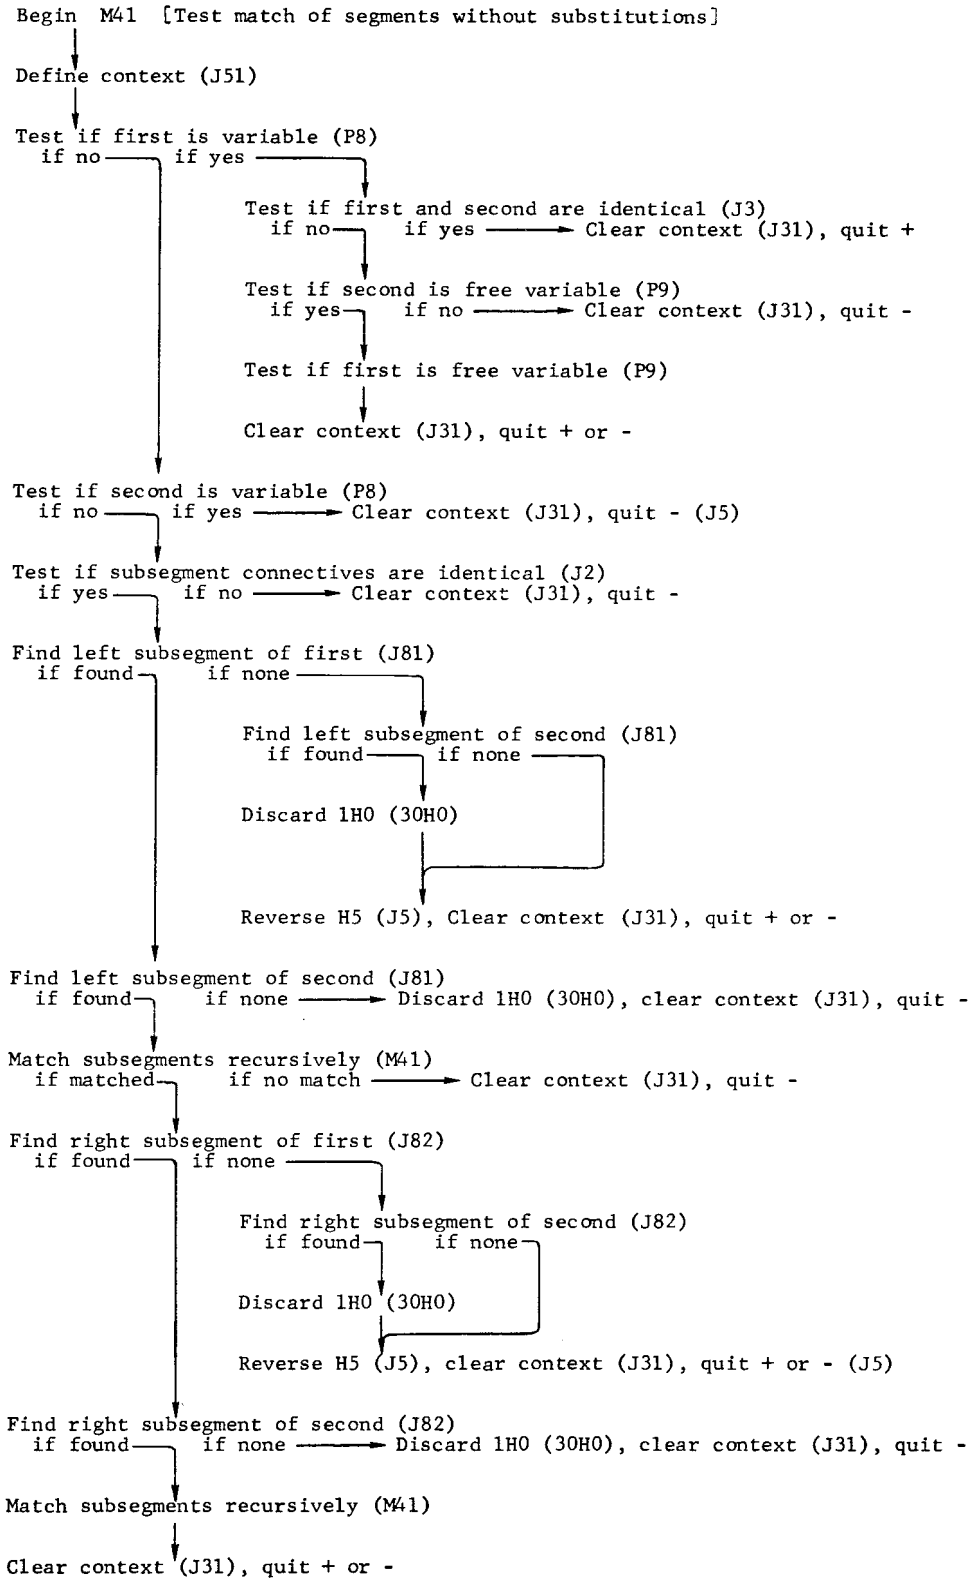 Begin M41 [Test match of segments without substitutions]
Define context (J51)
Test if first is variable (P8)
if no if yes
Test if first and second are identical (J3)
if no if yes Clear context (J31), quit +
Test if second is free variable (P9)
if yes if no Clear context (J31), quit -
Test if first is free variable (P9)
Clear context (J31), quit + or -
Test if second is variable (P8)
if no if yes Clear context (J31), quit - (J5)
Test if subsegment connectives are identical (J2)
if yes if no Clear context (J31), quit -
Find left subsegment of first (J81)
if found if none
Find left subsegment of second (J81)
if found if none
Discard 1H0 (30H0)
Reverse H5 (J5), Clear context (J31), quit + or -
Find left subsegment of second (J81)
if found if none Discard 1H0 (30H0), clear context (J31), quit -
Match subsegments recursively (M41)
if matched if no match Clear context (J31), quit -
Find right subsegment of first (J82)
if found if none
Find right subsegment of second (J82)
if found if none
Discard 1H0 (30H0)
Reverse H5 (J5), clear context (J31), quit + or - (J5)
Find right subsegment of second (J82)
if found if none Discard 1H0 (30H0), clear context (J31), quit -
Match subsegments recursively (M41)
Clear context (J31), quit + or -